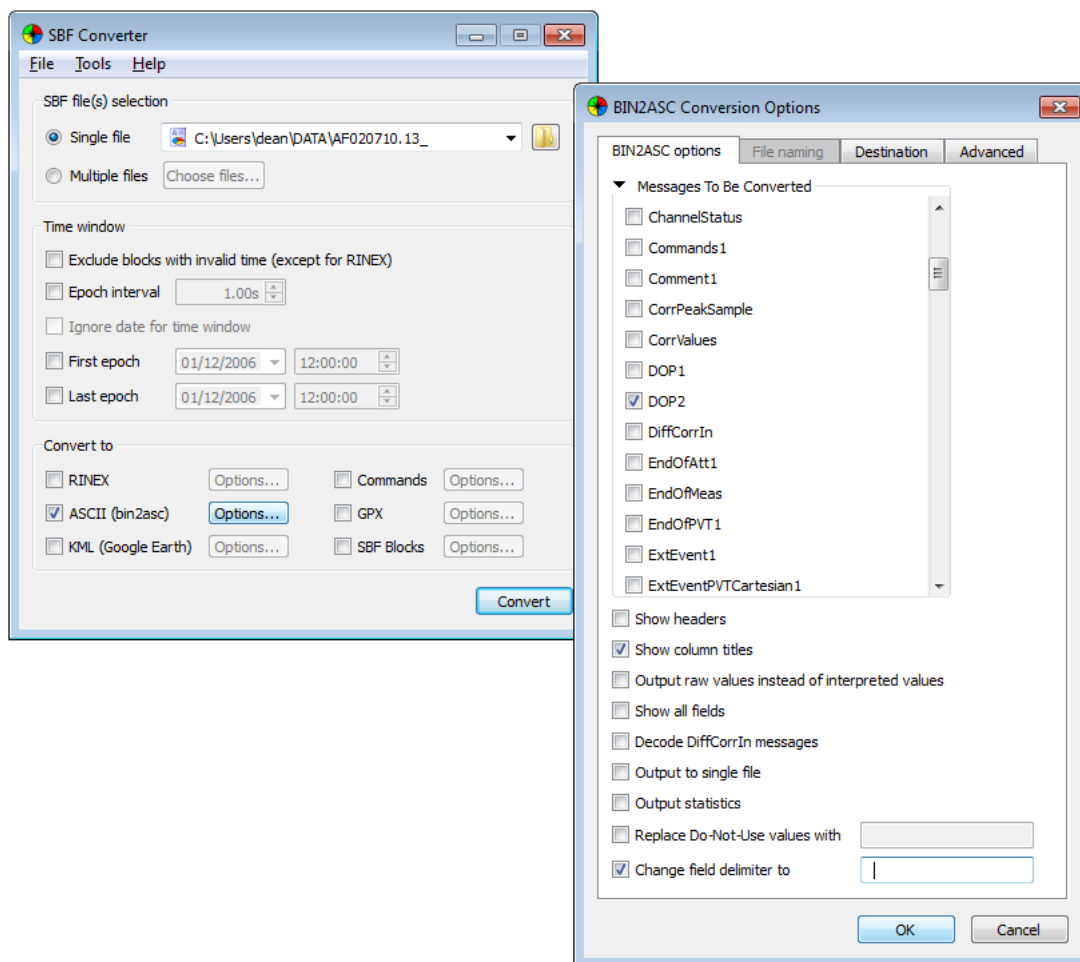 SBF Converter
File Tools Help
SBF file(s) selection
Single file C:\Users\dean\DATA\AF020710.13_
Multiple files Choose files...
Time window
Exclude blocks with invalid time (except for RINEX)
Epoch interval 1.00s
Ignore date for time window
First epoch 01/12/2006 12:00:00
Last epoch 01/12/2006 12:00:00
Convert to
RINEX Options... Commands Options...
ASCII (bin2asc) Options... GPX Options...
KML (Google Earth) Options... SBF Blocks Options...
Convert
BIN2ASC Conversion Options
BIN2ASC options File naming Destination Advanced
Messages To Be Converted
ChannelStatus
Commands1
Comment1
CorrPeakSample
CorrValues
DOP1
DOP2
DiffCorrIn
EndOfAtt1
EndOfMeas
EndOfPVT1
ExtEvent1
ExtEventPVTCartesian1
Show headers
Show column titles
Output raw values instead of interpreted values
Show all fields
Decode DiffCorrIn messages
Output to single file
Output statistics
Replace Do-Not-Use values with
Change field delimiter to
OK Cancel